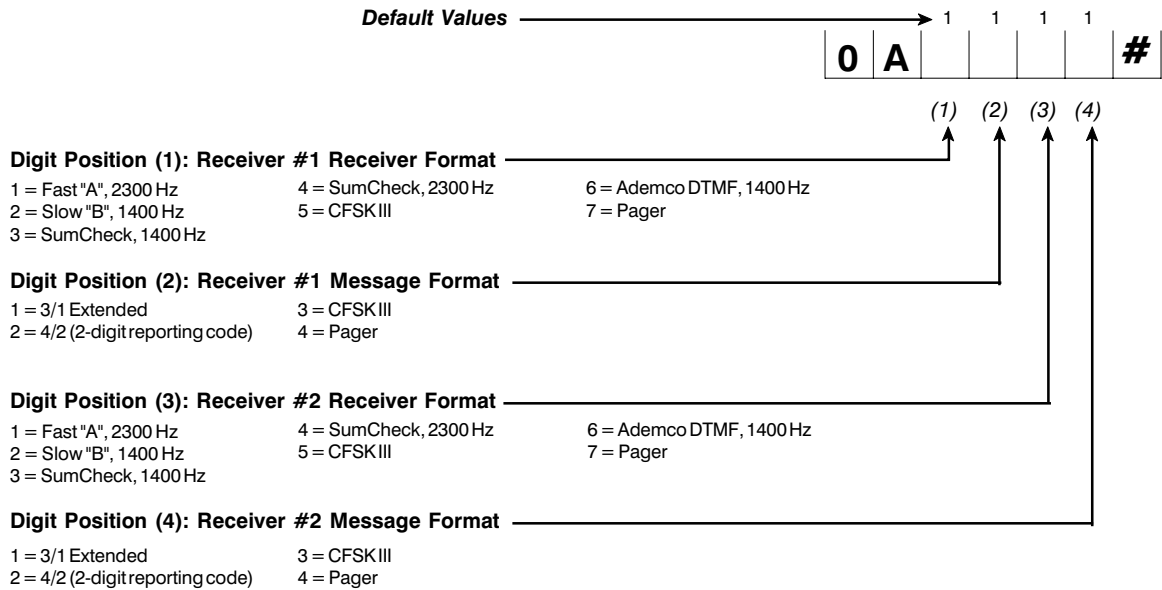 Default Values 1 1 1 1
0 A #
(1) (2) (3) (4)
Digit Position (1): Receiver #1 Receiver Format
1 = Fast "A", 2300 Hz 4 = SumCheck, 2300 Hz 6 = Ademco DTMF, 1400 Hz
2 = Slow "B", 1400 Hz 5 = CFSK III 7 = Pager
3 = SumCheck, 1400 Hz
Digit Position (2): Receiver #1 Message Format
1 = 3/1 Extended 3 = CFSK III
2 = 4/2 (2-digit reporting code) 4 = Pager
Digit Position (3): Receiver #2 Receiver Format
1 = Fast "A", 2300 Hz 4 = SumCheck, 2300 Hz 6 = Ademco DTMF, 1400 Hz
2 = Slow "B", 1400 Hz 5 = CFSK III 7 = Pager
3 = SumCheck, 1400 Hz
Digit Position (4): Receiver #2 Message Format
1 = 3/1 Extended 3 = CFSK III
2 = 4/2 (2-digit reporting code) 4 = Pager